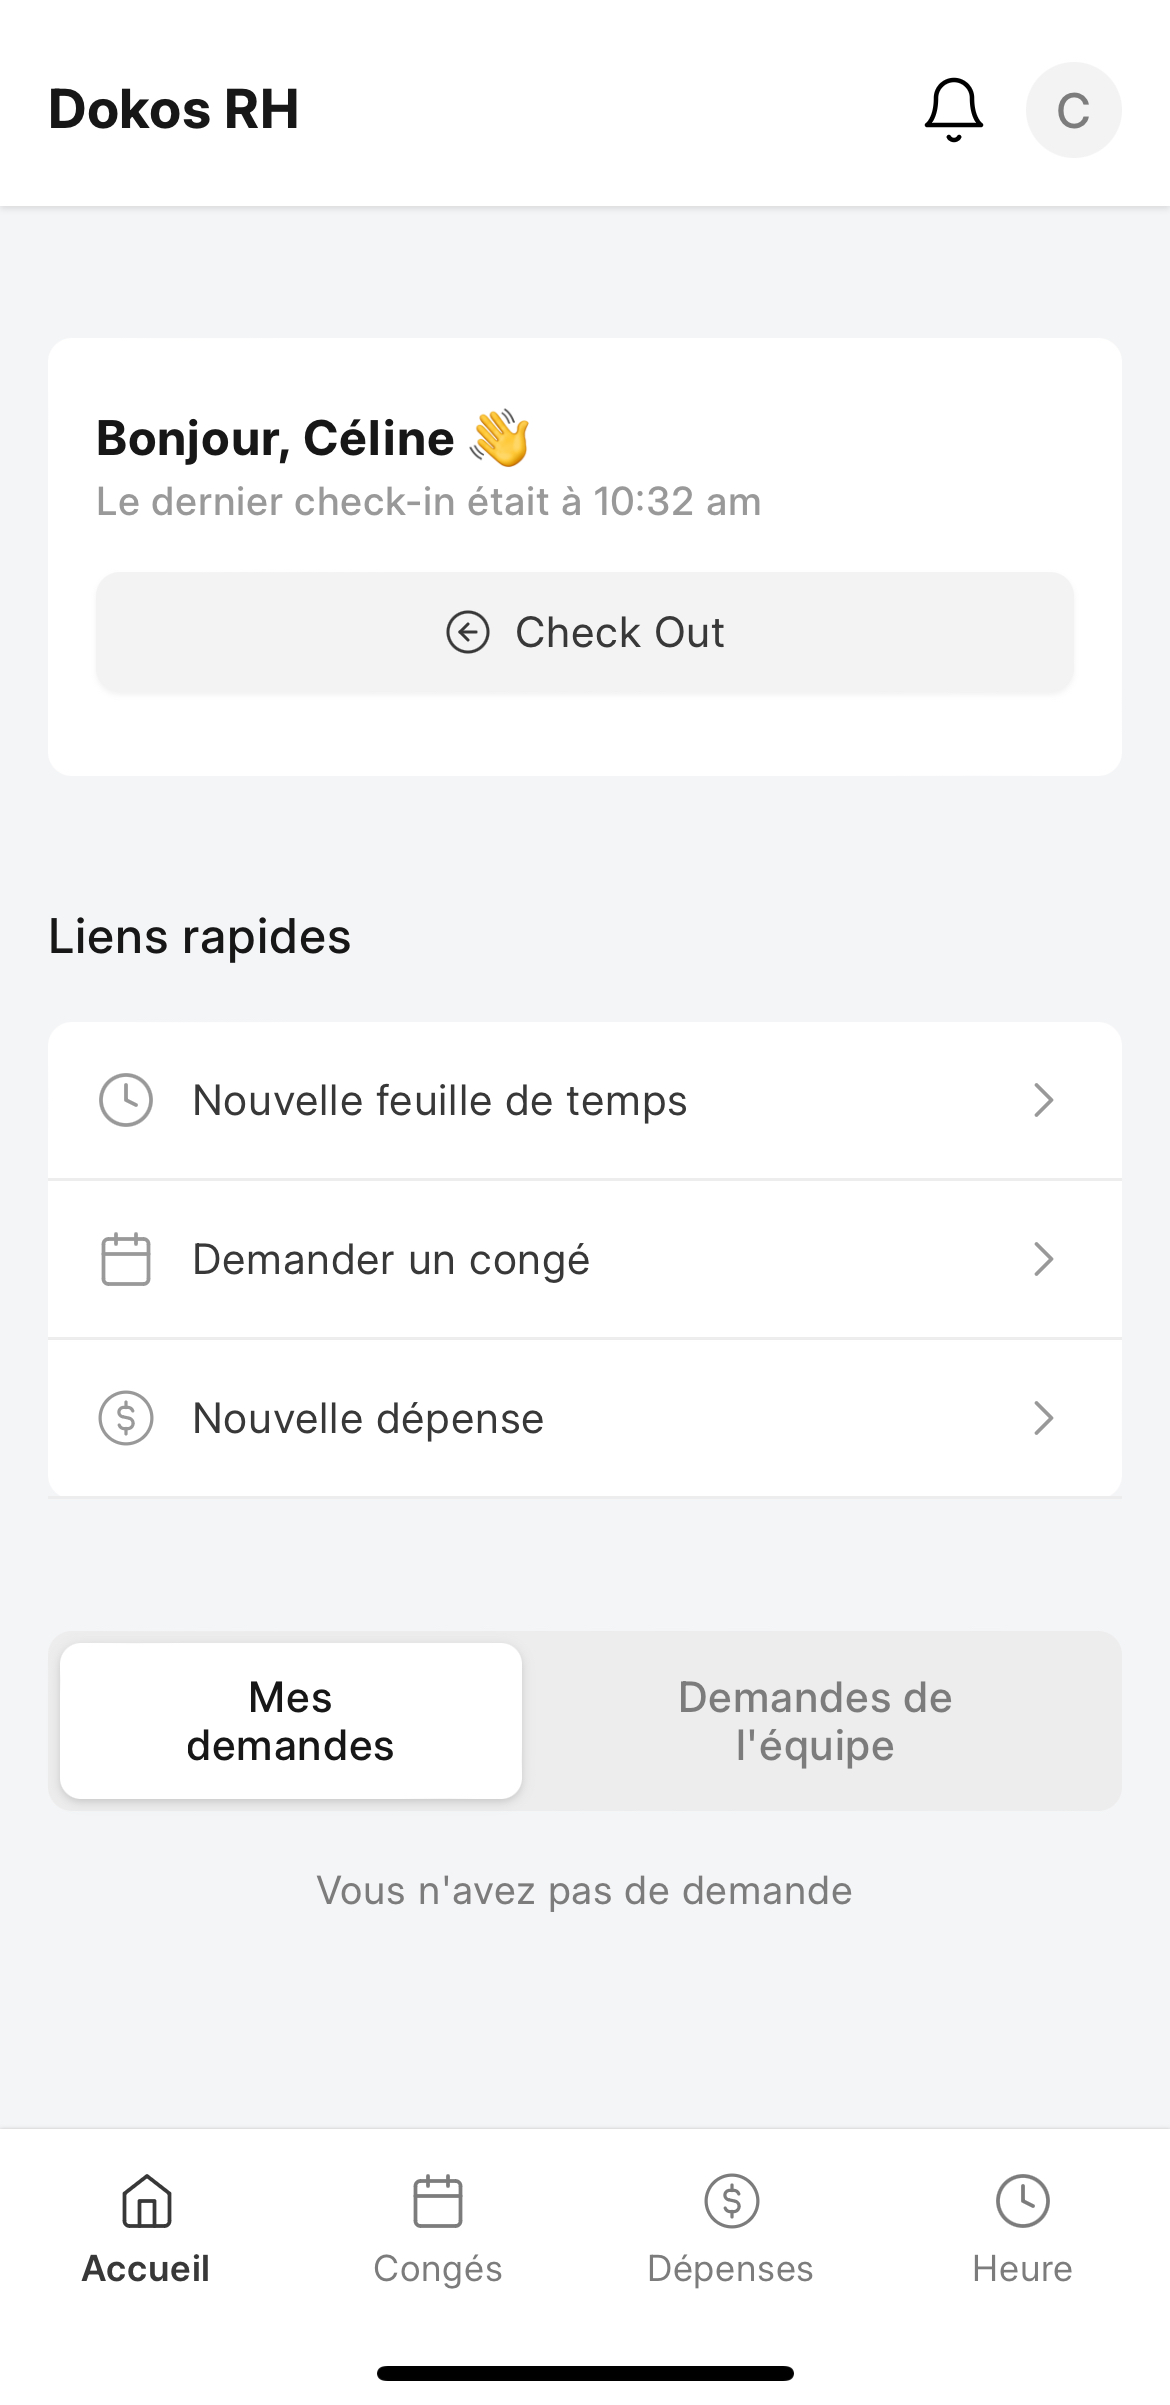 Dokos RH
C
Bonjour, Céline 👋
Le dernier check-in était à 10:32 am
Check Out
Liens rapides
Nouvelle feuille de temps
Demander un congé
Nouvelle dépense
Mes
demandes
Demandes de
l'équipe
Vous n'avez pas de demande
Accueil
Congés
Dépenses
Heure